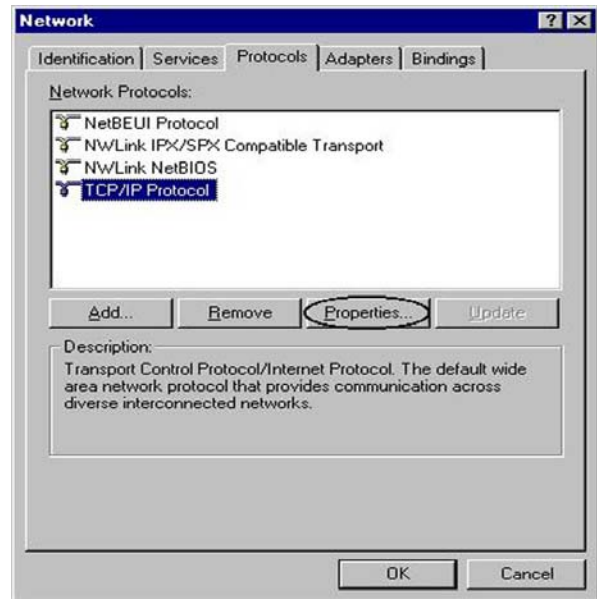 Network
Identification Services Protocols Adapters Bindings
Network Protocols:
NetBEUI Protocol
NWLink IPX/SPX Compatible Transport
NWLink NetBIOS
TCP/IP Protocol
Add... Remove Properties... Update
Description:
Transport Control Protocol/Internet Protocol. The default wide
area network protocol that provides communication across
diverse interconnected networks.
OK Cancel